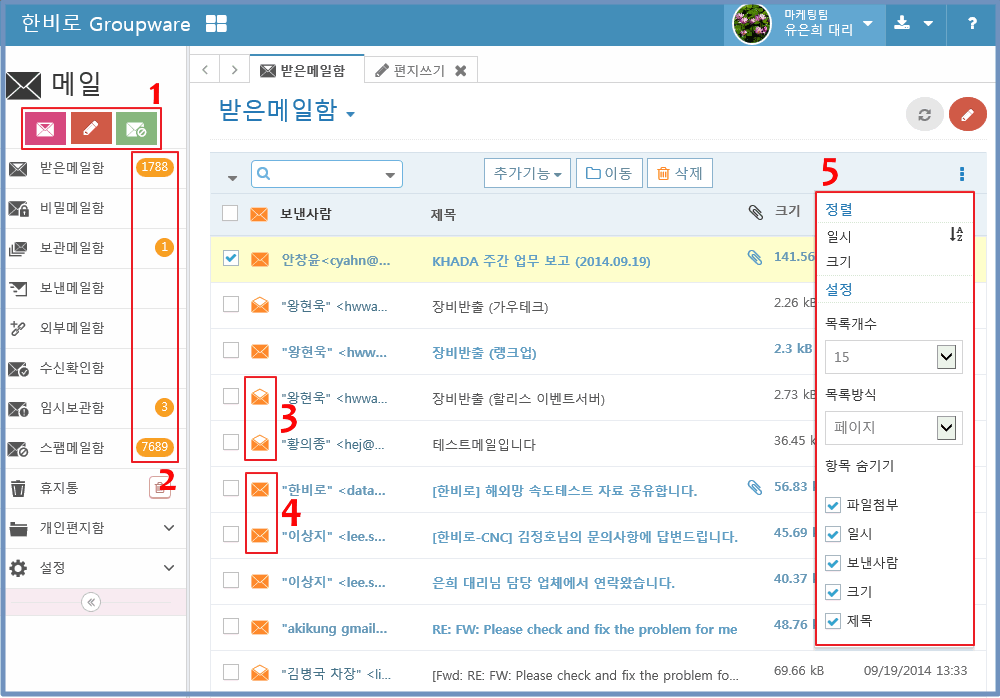 한비로 Groupware
마케팅팀
유은희 대리
?
메일
1
받은메일함 1788
비밀메일함
보관메일함 1
보낸메일함
외부메일함
수신확인함
임시보관함 3
스팸메일함 7689
휴지통
2
개인편지함
설정
받은메일함
편지쓰기
받은메일함
추가기능 이동 삭제
5
보낸사람 제목 크기
안창윤<cyahn@... KHADA 주간 업무 보고 (2014.09.19) 141.56
"왕현욱" <hwwa... 장비반출 (가우테크) 2.26 kB
"왕현욱" <hww... 장비반출 (랭크업) 2.3 kB
"왕현욱" <hwwa... 장비반출 (할리스 이벤트서버) 2.73 kB
3
"황의종" <hej@... 테스트메일입니다 36.45 k
"한비로" <data... [한비로] 해외망 속도테스트 자료 공유합니다. 56.83
4
"이상지" <lee.s... [한비로-CNC] 김정호님의 문의사항에 답변드립니다. 45.69
"이상지" <lee.s... 은희 대리님 담당 업체에서 연락왔습니다. 40.37
"akikung gmail... RE: FW: Please check and fix the problem for me 48.76
"김병국 차장" <li... [Fwd: RE: FW: Please check and fix the problem fo... 69.66 kB 09/19/2014 13:33
정렬
일시
크기
설정
목록개수
15
목록방식
페이지
항목 숨기기
파일첨부
일시
보낸사람
크기
제목